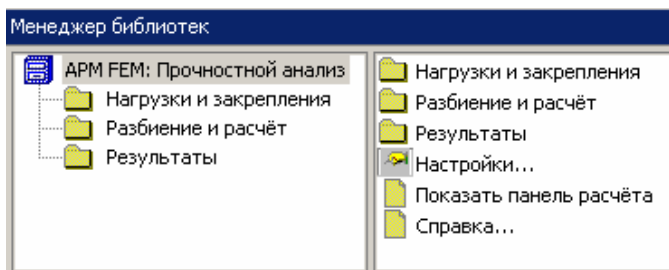 Менеджер библиотек
APM FEM: Прочностной анализ
Нагрузки и закрепления
Разбиение и расчёт
Результаты
Нагрузки и закрепления
Разбиение и расчёт
Результаты
Настройки...
Показать панель расчёта
Справка...